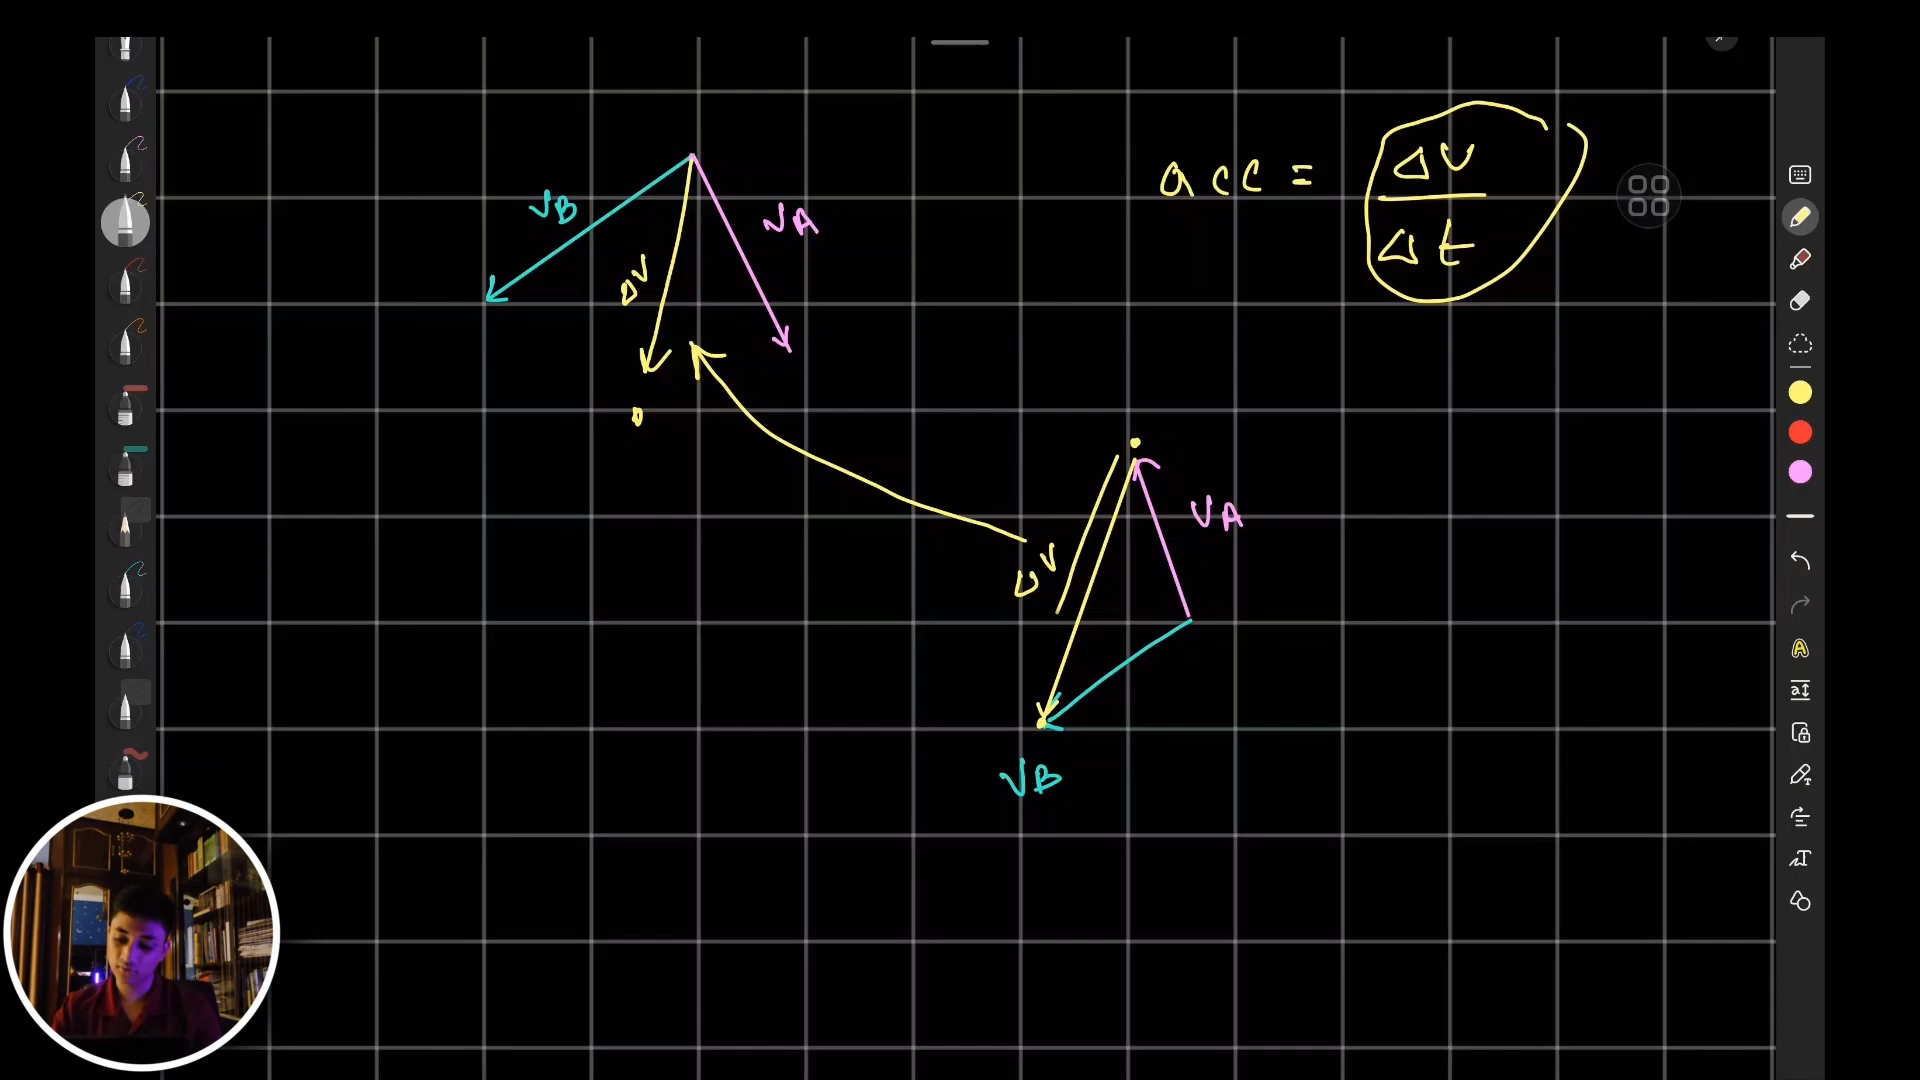 acc = Δv
Δt
VB
VA
ΔV
VA
ΔV
VB
A
a
T